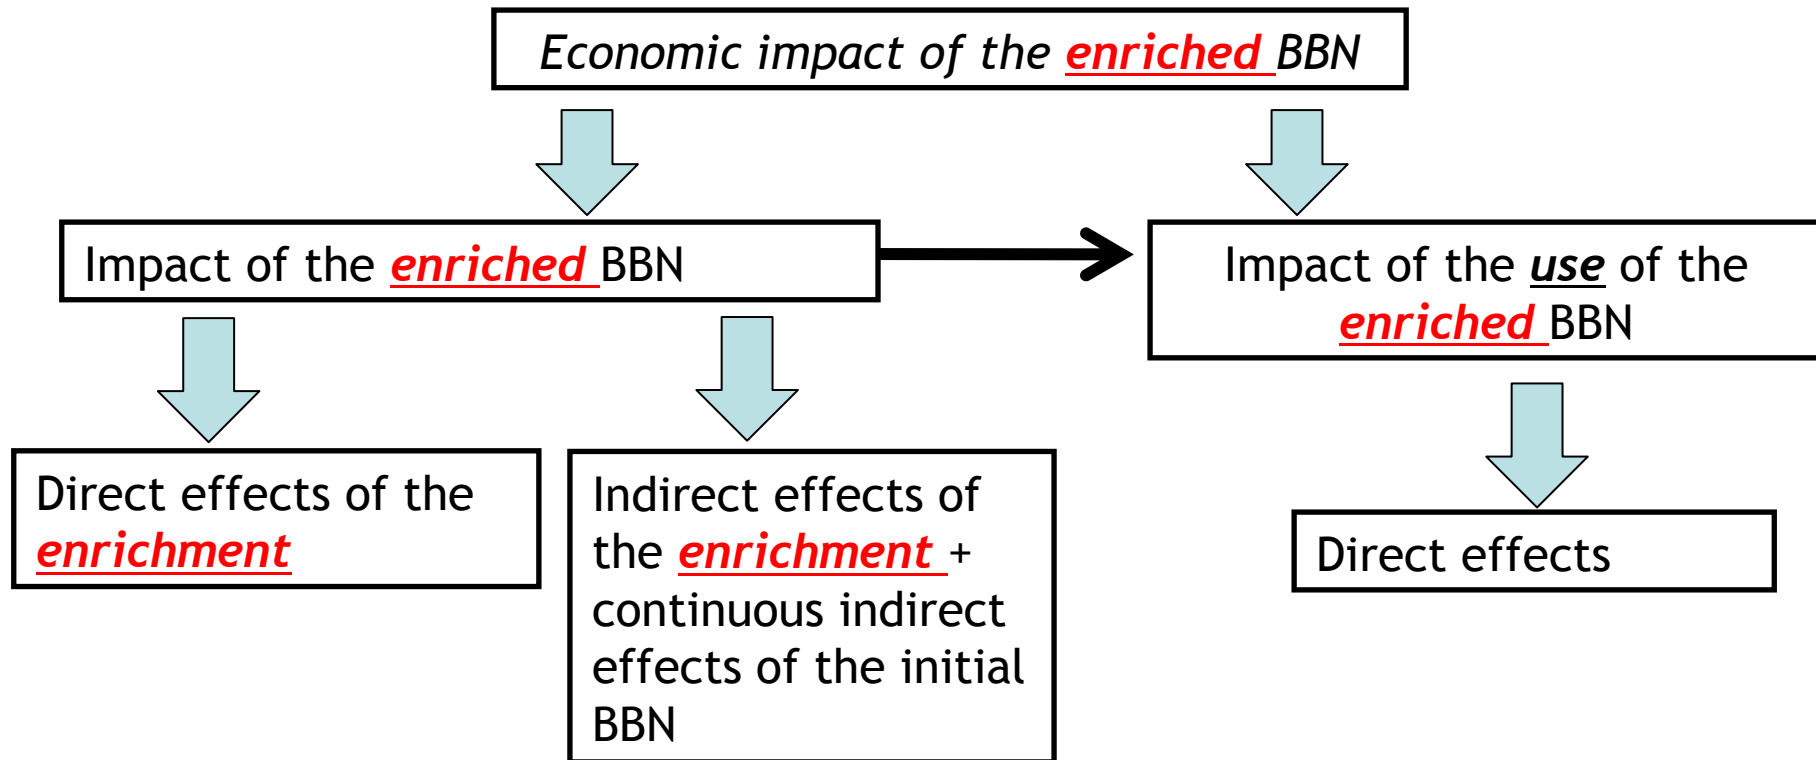 Economic impact of the enriched BBN
Impact of the enriched BBN
Impact of the use of the
enriched BBN
Direct effects of the
enrichment
Indirect effects of
the enrichment +
continuous indirect
effects of the initial
BBN
Direct effects